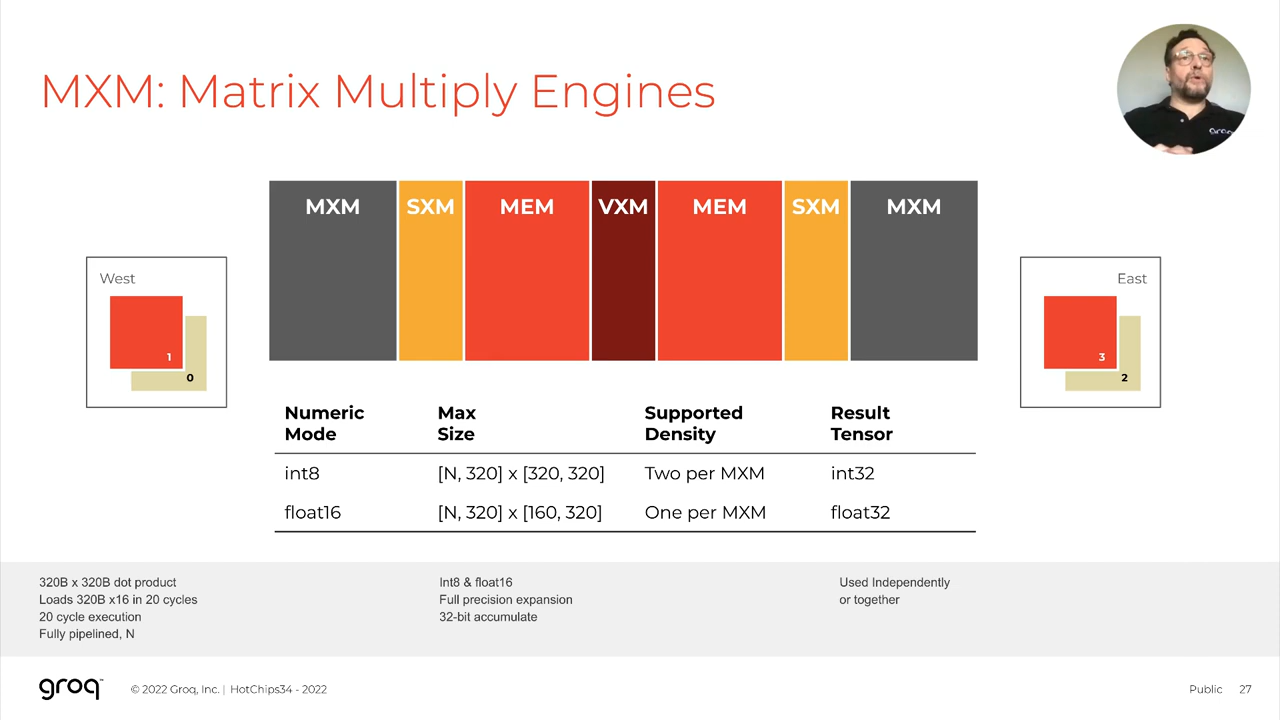 MXM: Matrix Multiply Engines
groq
MXM SXM MEM VXM MEM SXM MXM
West
1
0
East
3
2
Numeric Mode Max Size Supported Density Result Tensor
int8 [N, 320] x [320, 320] Two per MXM int32
float16 [N, 320] x [160, 320] One per MXM float32
320B x 320B dot product
Loads 320B x16 in 20 cycles
20 cycle execution
Fully pipelined, N
Int8 & float16
Full precision expansion
32-bit accumulate
Used Independently
or together
groq™ © 2022 Groq, Inc. | HotChips34 - 2022 Public 27